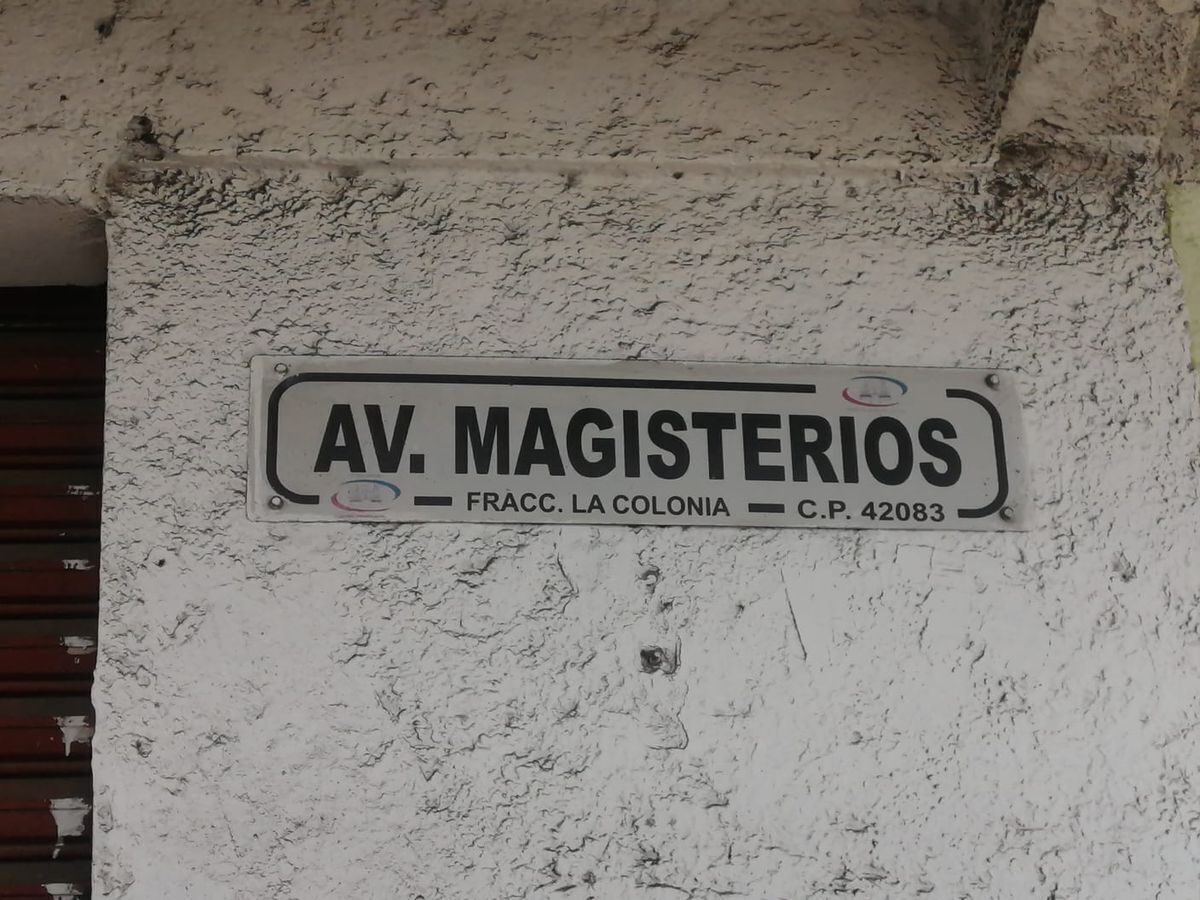 AV. MAGISTERIOS
FRACC. LA COLONIA — C.P. 42083